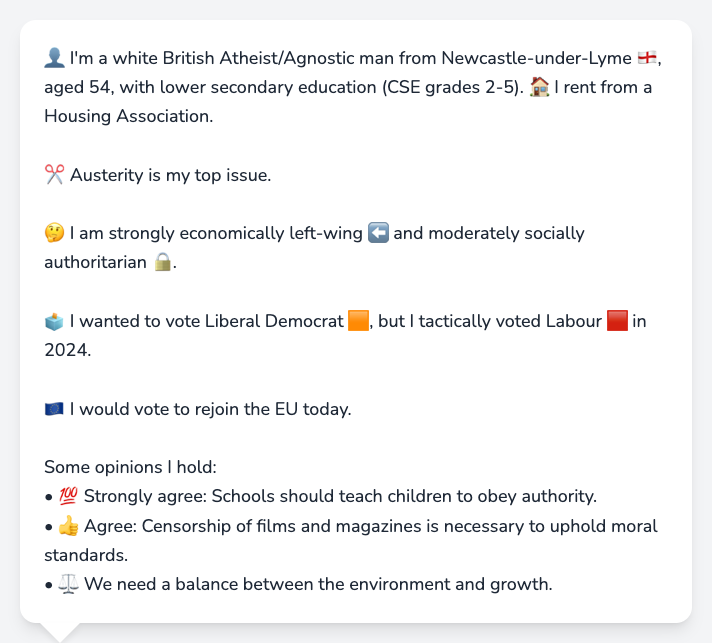 👤 I'm a white British Atheist/Agnostic man from Newcastle-under-Lyme 🏴󠁧󠁢󠁥󠁮󠁧󠁿,
aged 54, with lower secondary education (CSE grades 2-5). 🏠 I rent from a
Housing Association.
✂️ Austerity is my top issue.
🤔 I am strongly economically left-wing ⬅️ and moderately socially
authoritarian 🔒.
🗳️ I wanted to vote Liberal Democrat 🟧, but I tactically voted Labour 🟥 in
2024.
🇪🇺 I would vote to rejoin the EU today.
Some opinions I hold:
• 💯 Strongly agree: Schools should teach children to obey authority.
• 👍 Agree: Censorship of films and magazines is necessary to uphold moral
standards.
• ⚖️ We need a balance between the environment and growth.